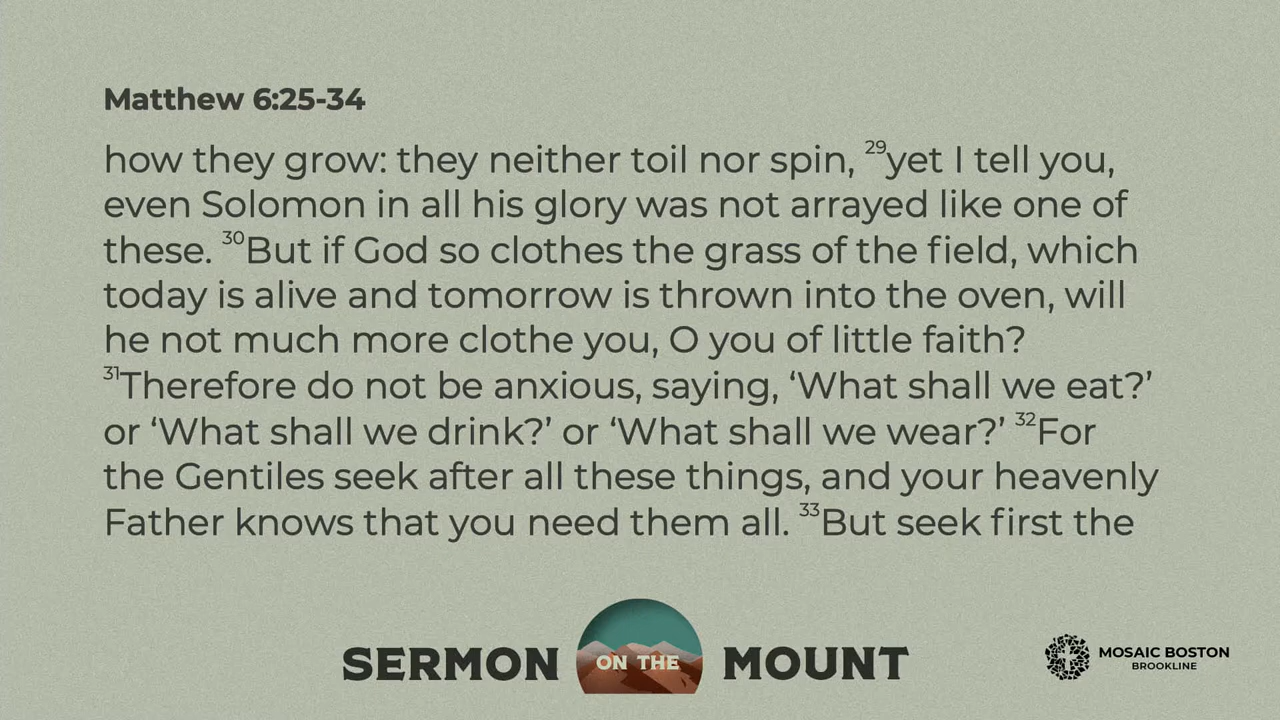 Matthew 6:25-34
how they grow: they neither toil nor spin, 29yet I tell you,
even Solomon in all his glory was not arrayed like one of
these. 30But if God so clothes the grass of the field, which
today is alive and tomorrow is thrown into the oven, will
he not much more clothe you, O you of little faith?
31Therefore do not be anxious, saying, ‘What shall we eat?’
or ‘What shall we drink?’ or ‘What shall we wear?’ 32For
the Gentiles seek after all these things, and your heavenly
Father knows that you need them all. 33But seek first the
SERMON ON THE MOUNT
MOSAIC BOSTON
BROOKLINE